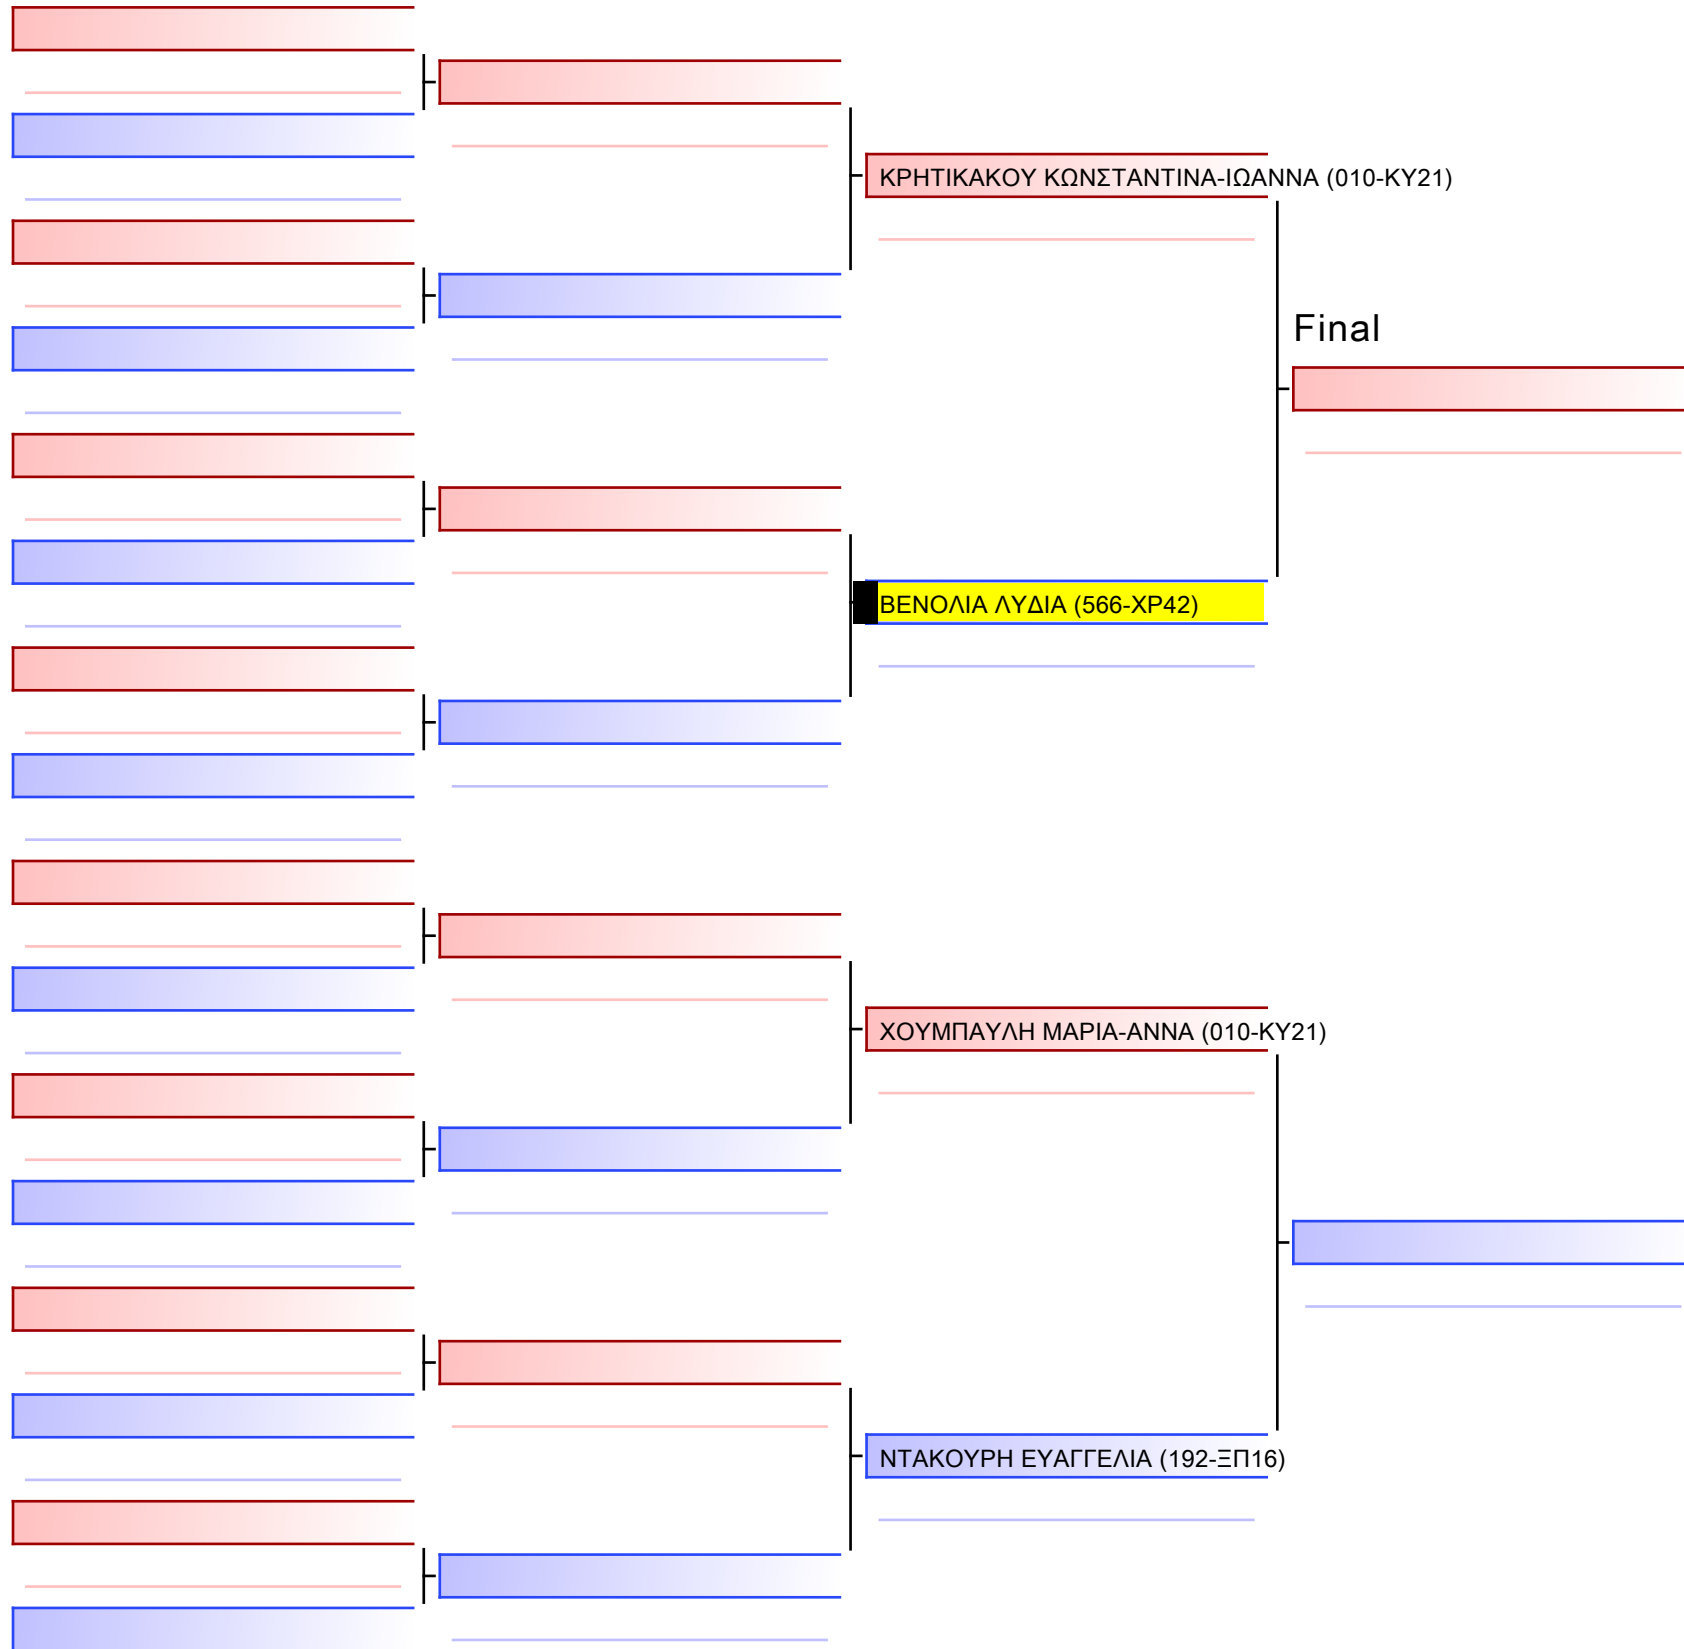 ΚΡΗΤΙΚΑΚΟΥ ΚΩΝΣΤΑΝΤΙΝΑ-ΙΩΑΝΝΑ (010-ΚΥ21)
Final
ΒΕΝΟΛΙΑ ΛΥΔΙΑ (566-ΧΡ42)
ΧΟΥΜΠΑΥΛΗ ΜΑΡΙΑ-ΑΝΝΑ (010-ΚΥ21)
ΝΤΑΚΟΥΡΗ ΕΥΑΓΓΕΛΙΑ (192-ΞΠ16)